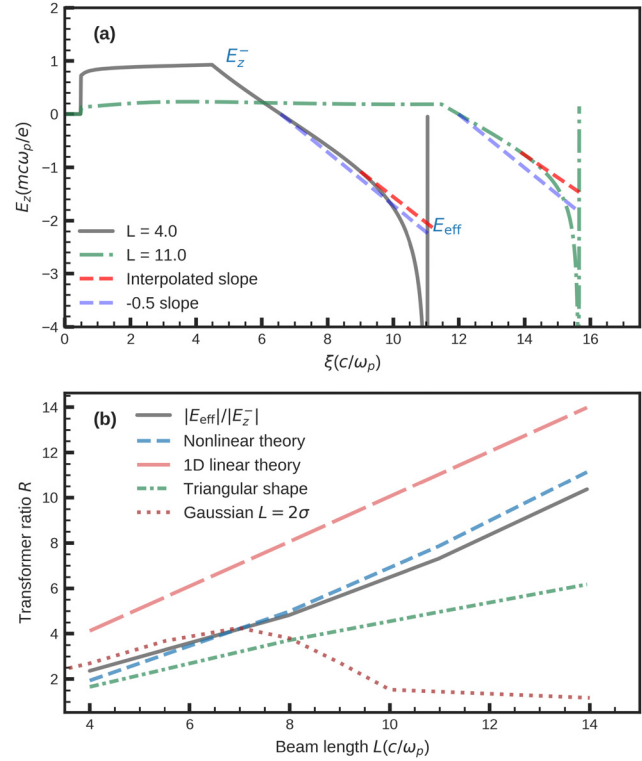 2
1
0
−1
−2
−3
−4
0
2
4
6
8
10
12
14
16
(a)
E_z^−
E_eff
L = 4.0
L = 11.0
Interpolated slope
-0.5 slope
E_z(mcω_p/e)
ξ(c/ω_p)
14
12
10
8
6
4
2
4
6
8
10
12
14
(b)
|E_eff|/|E_z^−|
Nonlinear theory
1D linear theory
Triangular shape
Gaussian L = 2σ
Transformer ratio R
Beam length L(c/ω_p)